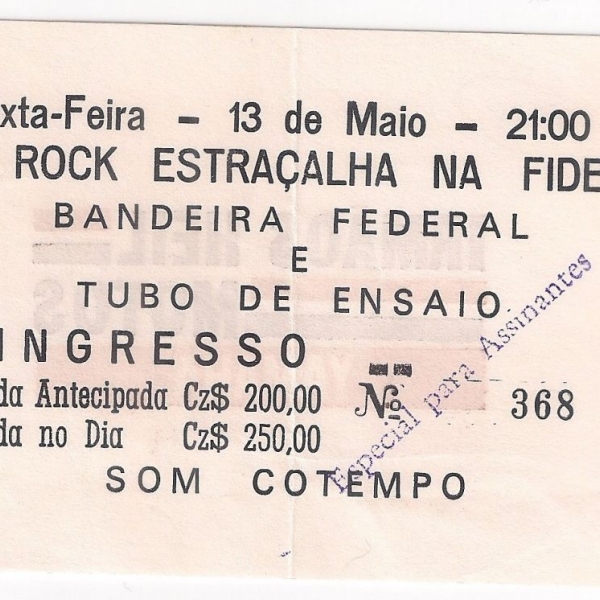 xta-Feira - 13 de Maio - 21:00
ROCK ESTRAÇALHA NA FIDE
BANDEIRA FEDERAL
E
TUBO DE ENSAIO
INGRESSO
da Antecipada Cz$ 200,00 Nº 368
da no Dia Cz$ 250,00
Especial para Assinantes
SOM COTEMPO